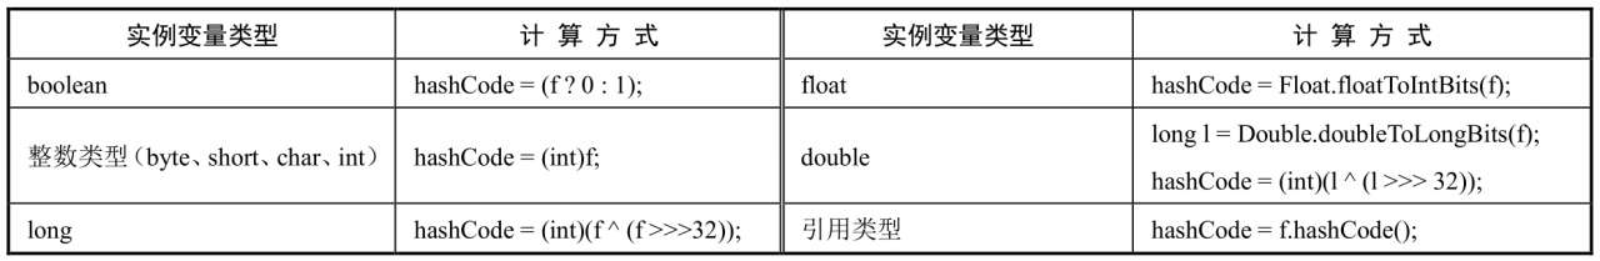 实例变量类型 计算方式 实例变量类型 计算方式
boolean hashCode = (f ? 0 : 1); float hashCode = Float.floatToIntBits(f);
整数类型（byte、short、char、int） hashCode = (int)f; double long l = Double.doubleToLongBits(f);
hashCode = (int)(l ^ (l >>> 32));
long hashCode = (int)(f ^ (f >>>32)); 引用类型 hashCode = f.hashCode();